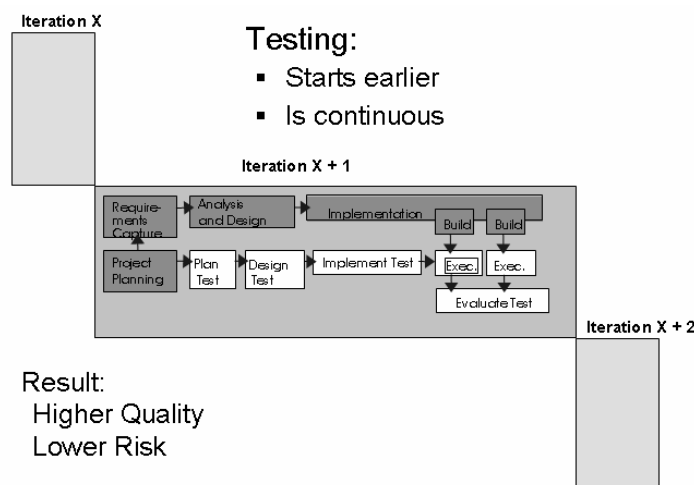 Iteration X
Testing:
▪ Starts earlier
▪ Is continuous
Iteration X + 1
Require-
ments
Capture
Analysis
and Design
Implementation
Build
Build
Project
Planning
Plan
Test
Design
Test
Implement Test
Exec.
Exec.
Evaluate Test
Iteration X + 2
Result:
Higher Quality
Lower Risk